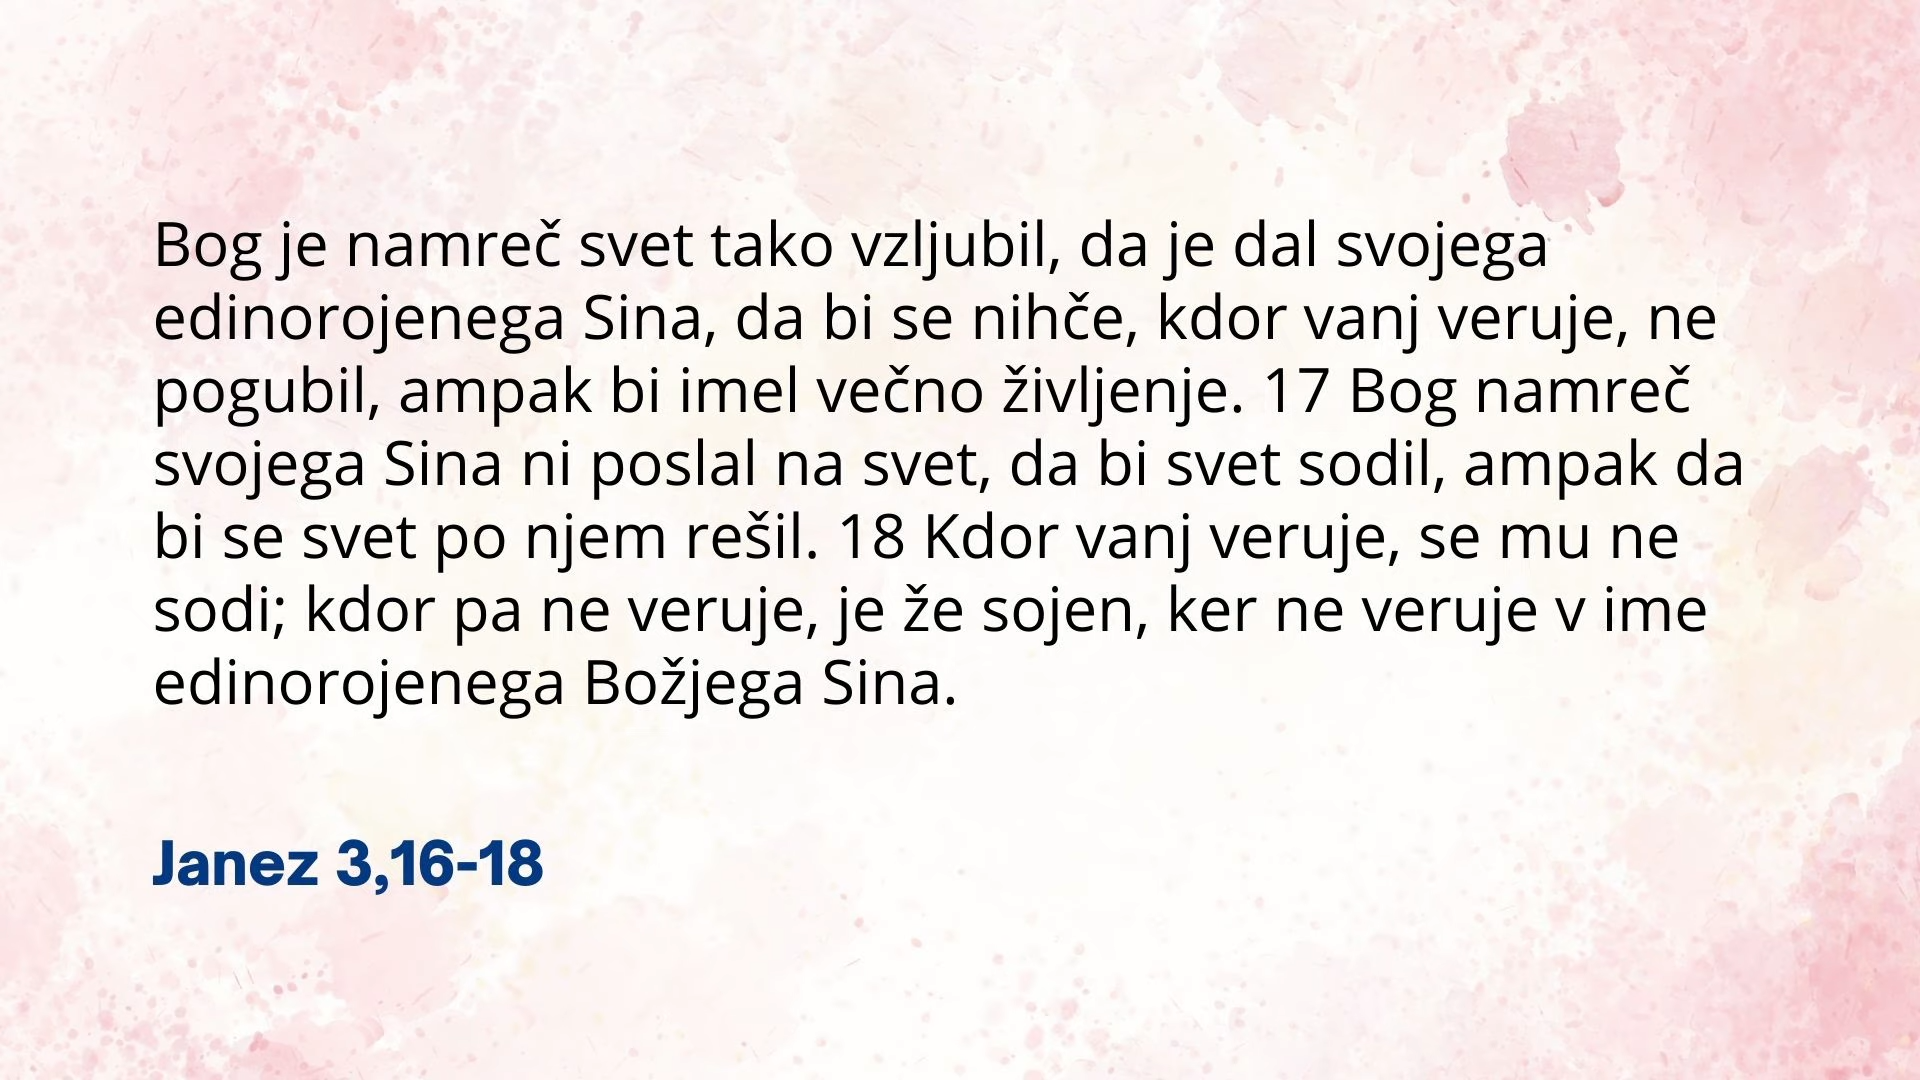 Bog je namreč svet tako vzljubil, da je dal svojega
edinorojenega Sina, da bi se nihče, kdor vanj veruje, ne
pogubil, ampak bi imel večno življenje. 17 Bog namreč
svojega Sina ni poslal na svet, da bi svet sodil, ampak da
bi se svet po njem rešil. 18 Kdor vanj veruje, se mu ne
sodi; kdor pa ne veruje, je že sojen, ker ne veruje v ime
edinorojenega Božjega Sina.
Janez 3,16-18